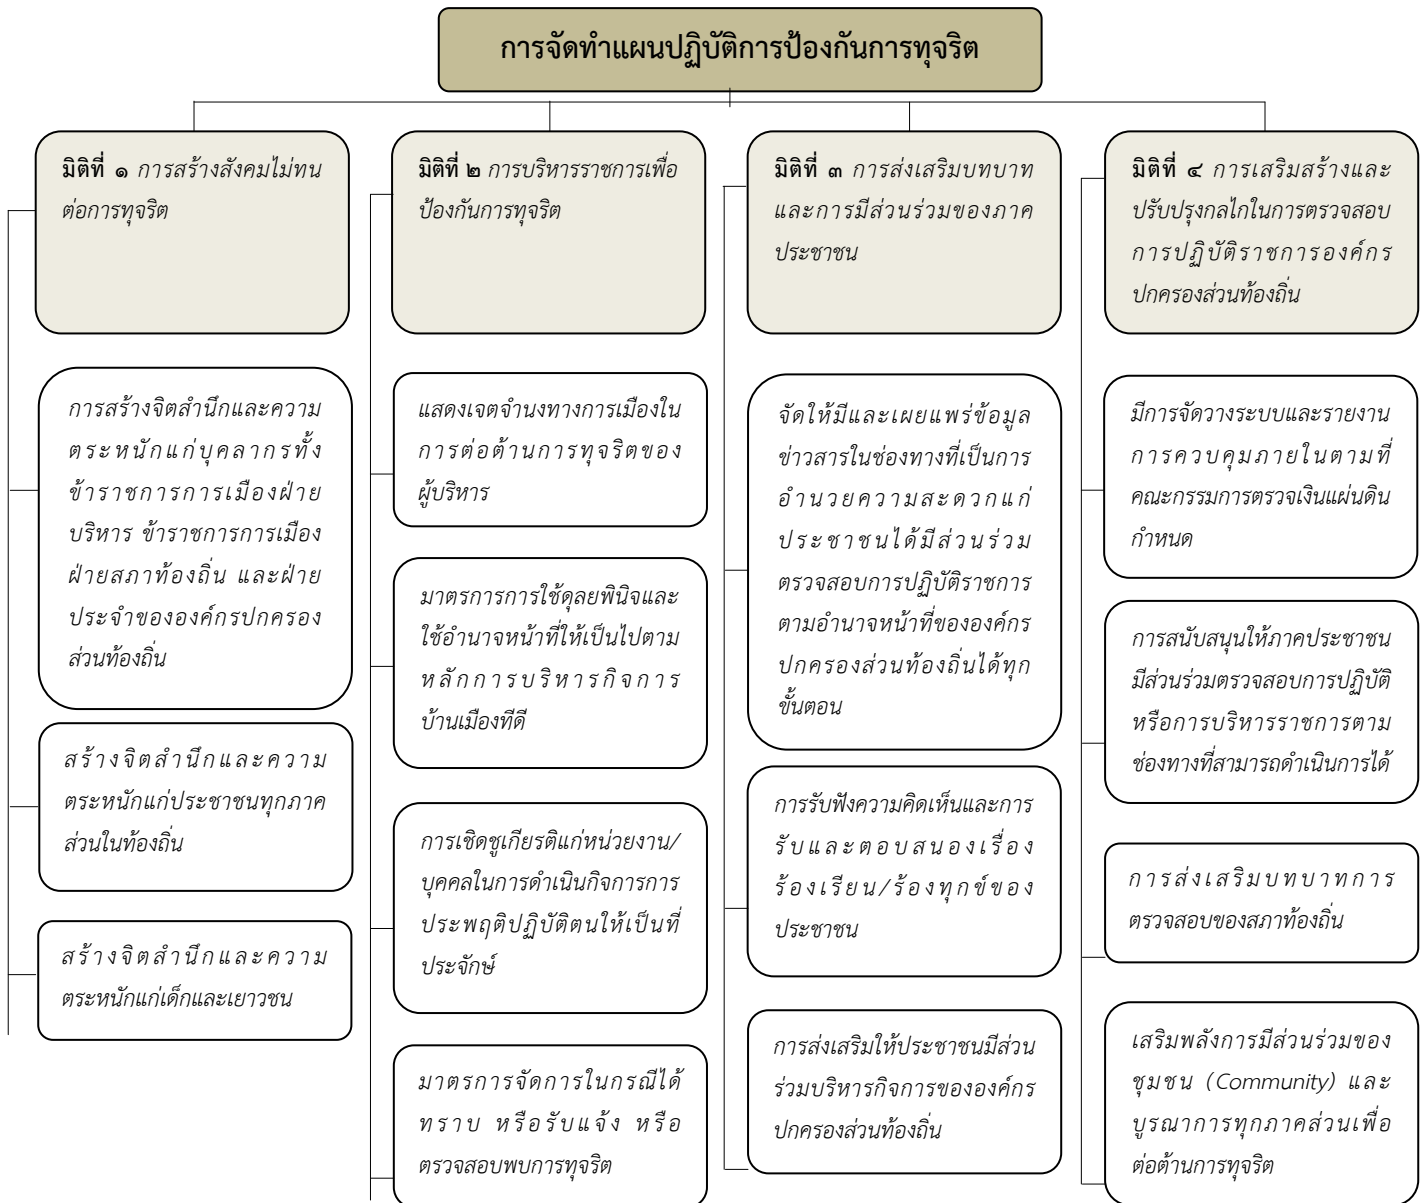 การจัดทำแผนปฏิบัติการป้องกันการทุจริต
มิติที่ ๑ การสร้างสังคมไม่ทน
ต่อการทุจริต
การสร้างจิตสำนึกและความ
ตระหนักแก่บุคลากรทั้ง
ข้าราชการการเมืองฝ่าย
บริหาร ข้าราชการการเมือง
ฝ่ายสภาท้องถิ่น และฝ่าย
ประจำขององค์กรปกครอง
ส่วนท้องถิ่น
สร้างจิตสำนึกและความ
ตระหนักแก่ประชาชนทุกภาค
ส่วนในท้องถิ่น
สร้างจิตสำนึกและความ
ตระหนักแก่เด็กและเยาวชน
มิติที่ ๒ การบริหารราชการเพื่อ
ป้องกันการทุจริต
แสดงเจตจำนงทางการเมืองใน
การต่อต้านการทุจริตของ
ผู้บริหาร
มาตรการการใช้ดุลยพินิจและ
ใช้อำนาจหน้าที่ให้เป็นไปตาม
หลักการบริหารกิจการ
บ้านเมืองทีดี
การเชิดชูเกียรติแก่หน่วยงาน/
บุคคลในการดำเนินกิจการการ
ประพฤติปฏิบัติตนให้เป็นที่
ประจักษ์
มาตรการจัดการในกรณีได้
ทราบ หรือรับแจ้ง หรือ
ตรวจสอบพบการทุจริต
มิติที่ ๓ การส่งเสริมบทบาท
และการมีส่วนร่วมของภาค
ประชาชน
จัดให้มีและเผยแพร่ข้อมูล
ข่าวสารในช่องทางที่เป็นการ
อำนวยความสะดวกแก่
ประชาชนได้มีส่วนร่วม
ตรวจสอบการปฏิบัติราชการ
ตามอำนาจหน้าที่ขององค์กร
ปกครองส่วนท้องถิ่นได้ทุก
ขั้นตอน
การรับฟังความคิดเห็นและการ
รับและตอบสนองเรื่อง
ร้องเรียน/ร้องทุกข์ของ
ประชาชน
การส่งเสริมให้ประชาชนมีส่วน
ร่วมบริหารกิจการขององค์กร
ปกครองส่วนท้องถิ่น
มิติที่ ๔ การเสริมสร้างและ
ปรับปรุงกลไกในการตรวจสอบ
การปฏิบัติราชการองค์กร
ปกครองส่วนท้องถิ่น
มีการจัดวางระบบและรายงาน
การควบคุมภายในตามที่
คณะกรรมการตรวจเงินแผ่นดิน
กำหนด
การสนับสนุนให้ภาคประชาชน
มีส่วนร่วมตรวจสอบการปฏิบัติ
หรือการบริหารราชการตาม
ช่องทางที่สามารถดำเนินการได้
การส่งเสริมบทบาทการ
ตรวจสอบของสภาท้องถิ่น
เสริมพลังการมีส่วนร่วมของ
ชุมชน (Community) และ
บูรณาการทุกภาคส่วนเพื่อ
ต่อต้านการทุจริต